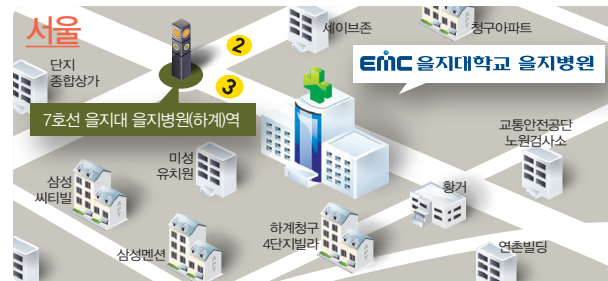 서울
단지
종합상가
2
3
세이브존
청구아파트
EMC 을지대학교 을지병원
7호선 을지대 을지병원(하계)역
미성
유치원
교통안전공단
노원검사소
삼성
씨티빌
황거
하계청구
4단지빌라
삼성멘션
연촌빌딩